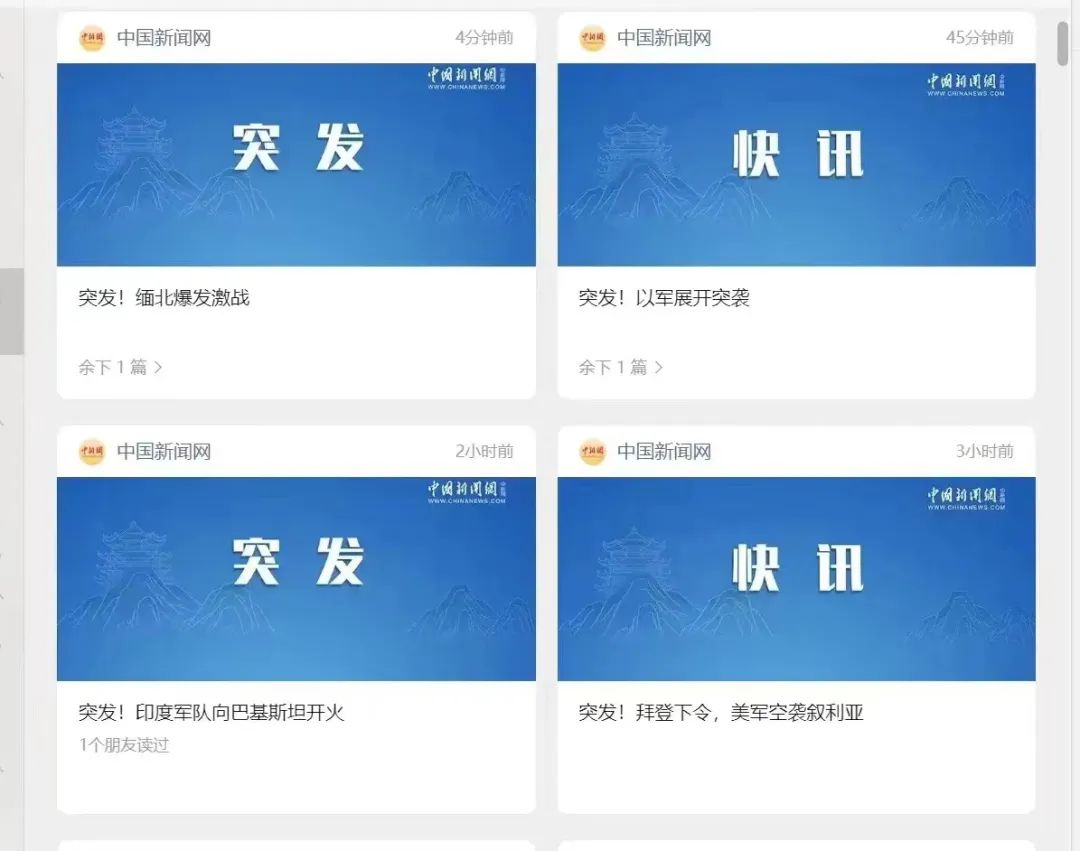 中国新闻网
4分钟前
中国新闻网
WWW.CHINANEWS.COM
突发
突发！缅北爆发激战
余下 1 篇 >
中国新闻网
45分钟前
中国新闻网
WWW.CHINANEWS.COM
快讯
突发！以军展开突袭
余下 1 篇 >
中国新闻网
2小时前
中国新闻网
WWW.CHINANEWS.COM
突发
突发！印度军队向巴基斯坦开火
1个朋友读过
中国新闻网
3小时前
中国新闻网
WWW.CHINANEWS.COM
快讯
突发！拜登下令，美军空袭叙利亚